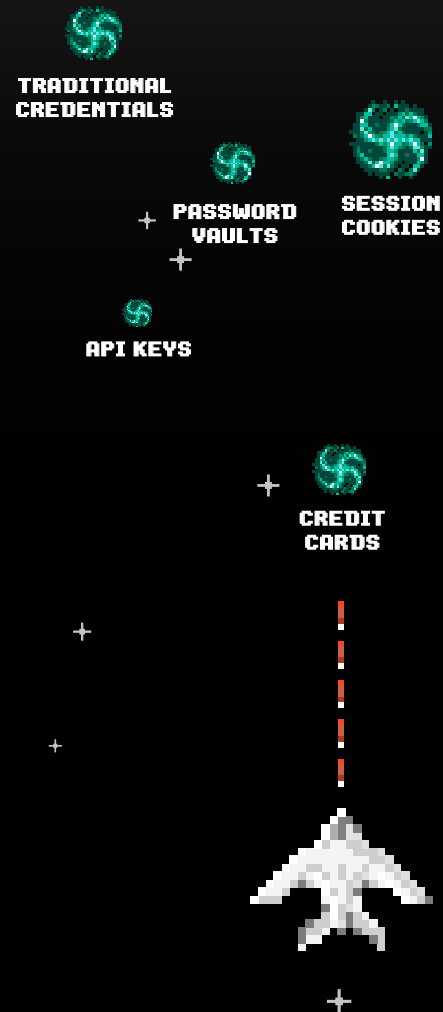 TRADITIONAL
CREDENTIALS
PASSWORD
VAULTS
SESSION
COOKIES
API KEYS
CREDIT
CARDS